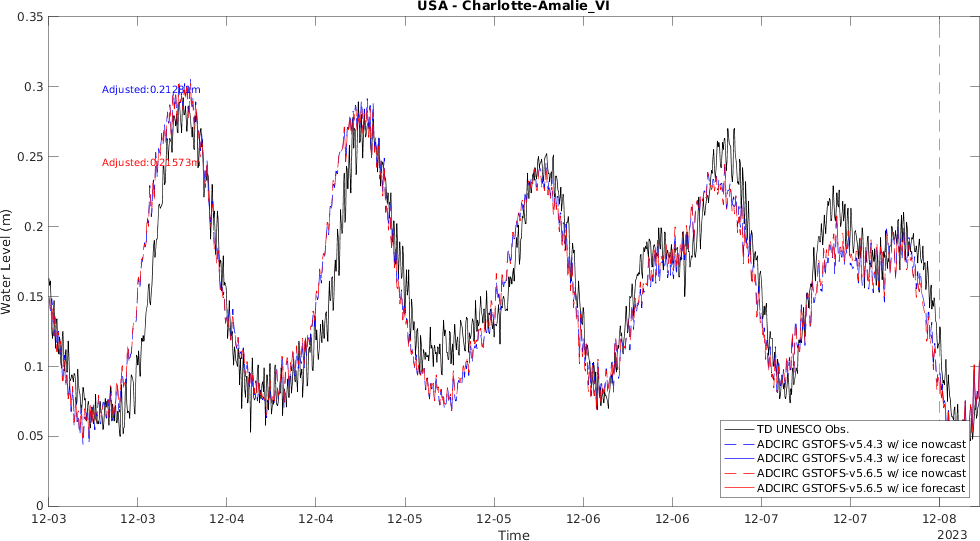 USA - Charlotte-Amalie_VI
0.35
0.3
0.25
0.2
0.15
0.1
0.05
0
Water Level (m)
Adjusted:0.21573m
TD UNESCO Obs.
ADCIRC GSTOFS-v5.4.3 w/ ice nowcast
ADCIRC GSTOFS-v5.4.3 w/ ice forecast
ADCIRC GSTOFS-v5.6.5 w/ ice nowcast
ADCIRC GSTOFS-v5.6.5 w/ ice forecast
12-03 12-03 12-04 12-04 12-05 12-05 12-06 12-06 12-07 12-07 12-08
Time 2023